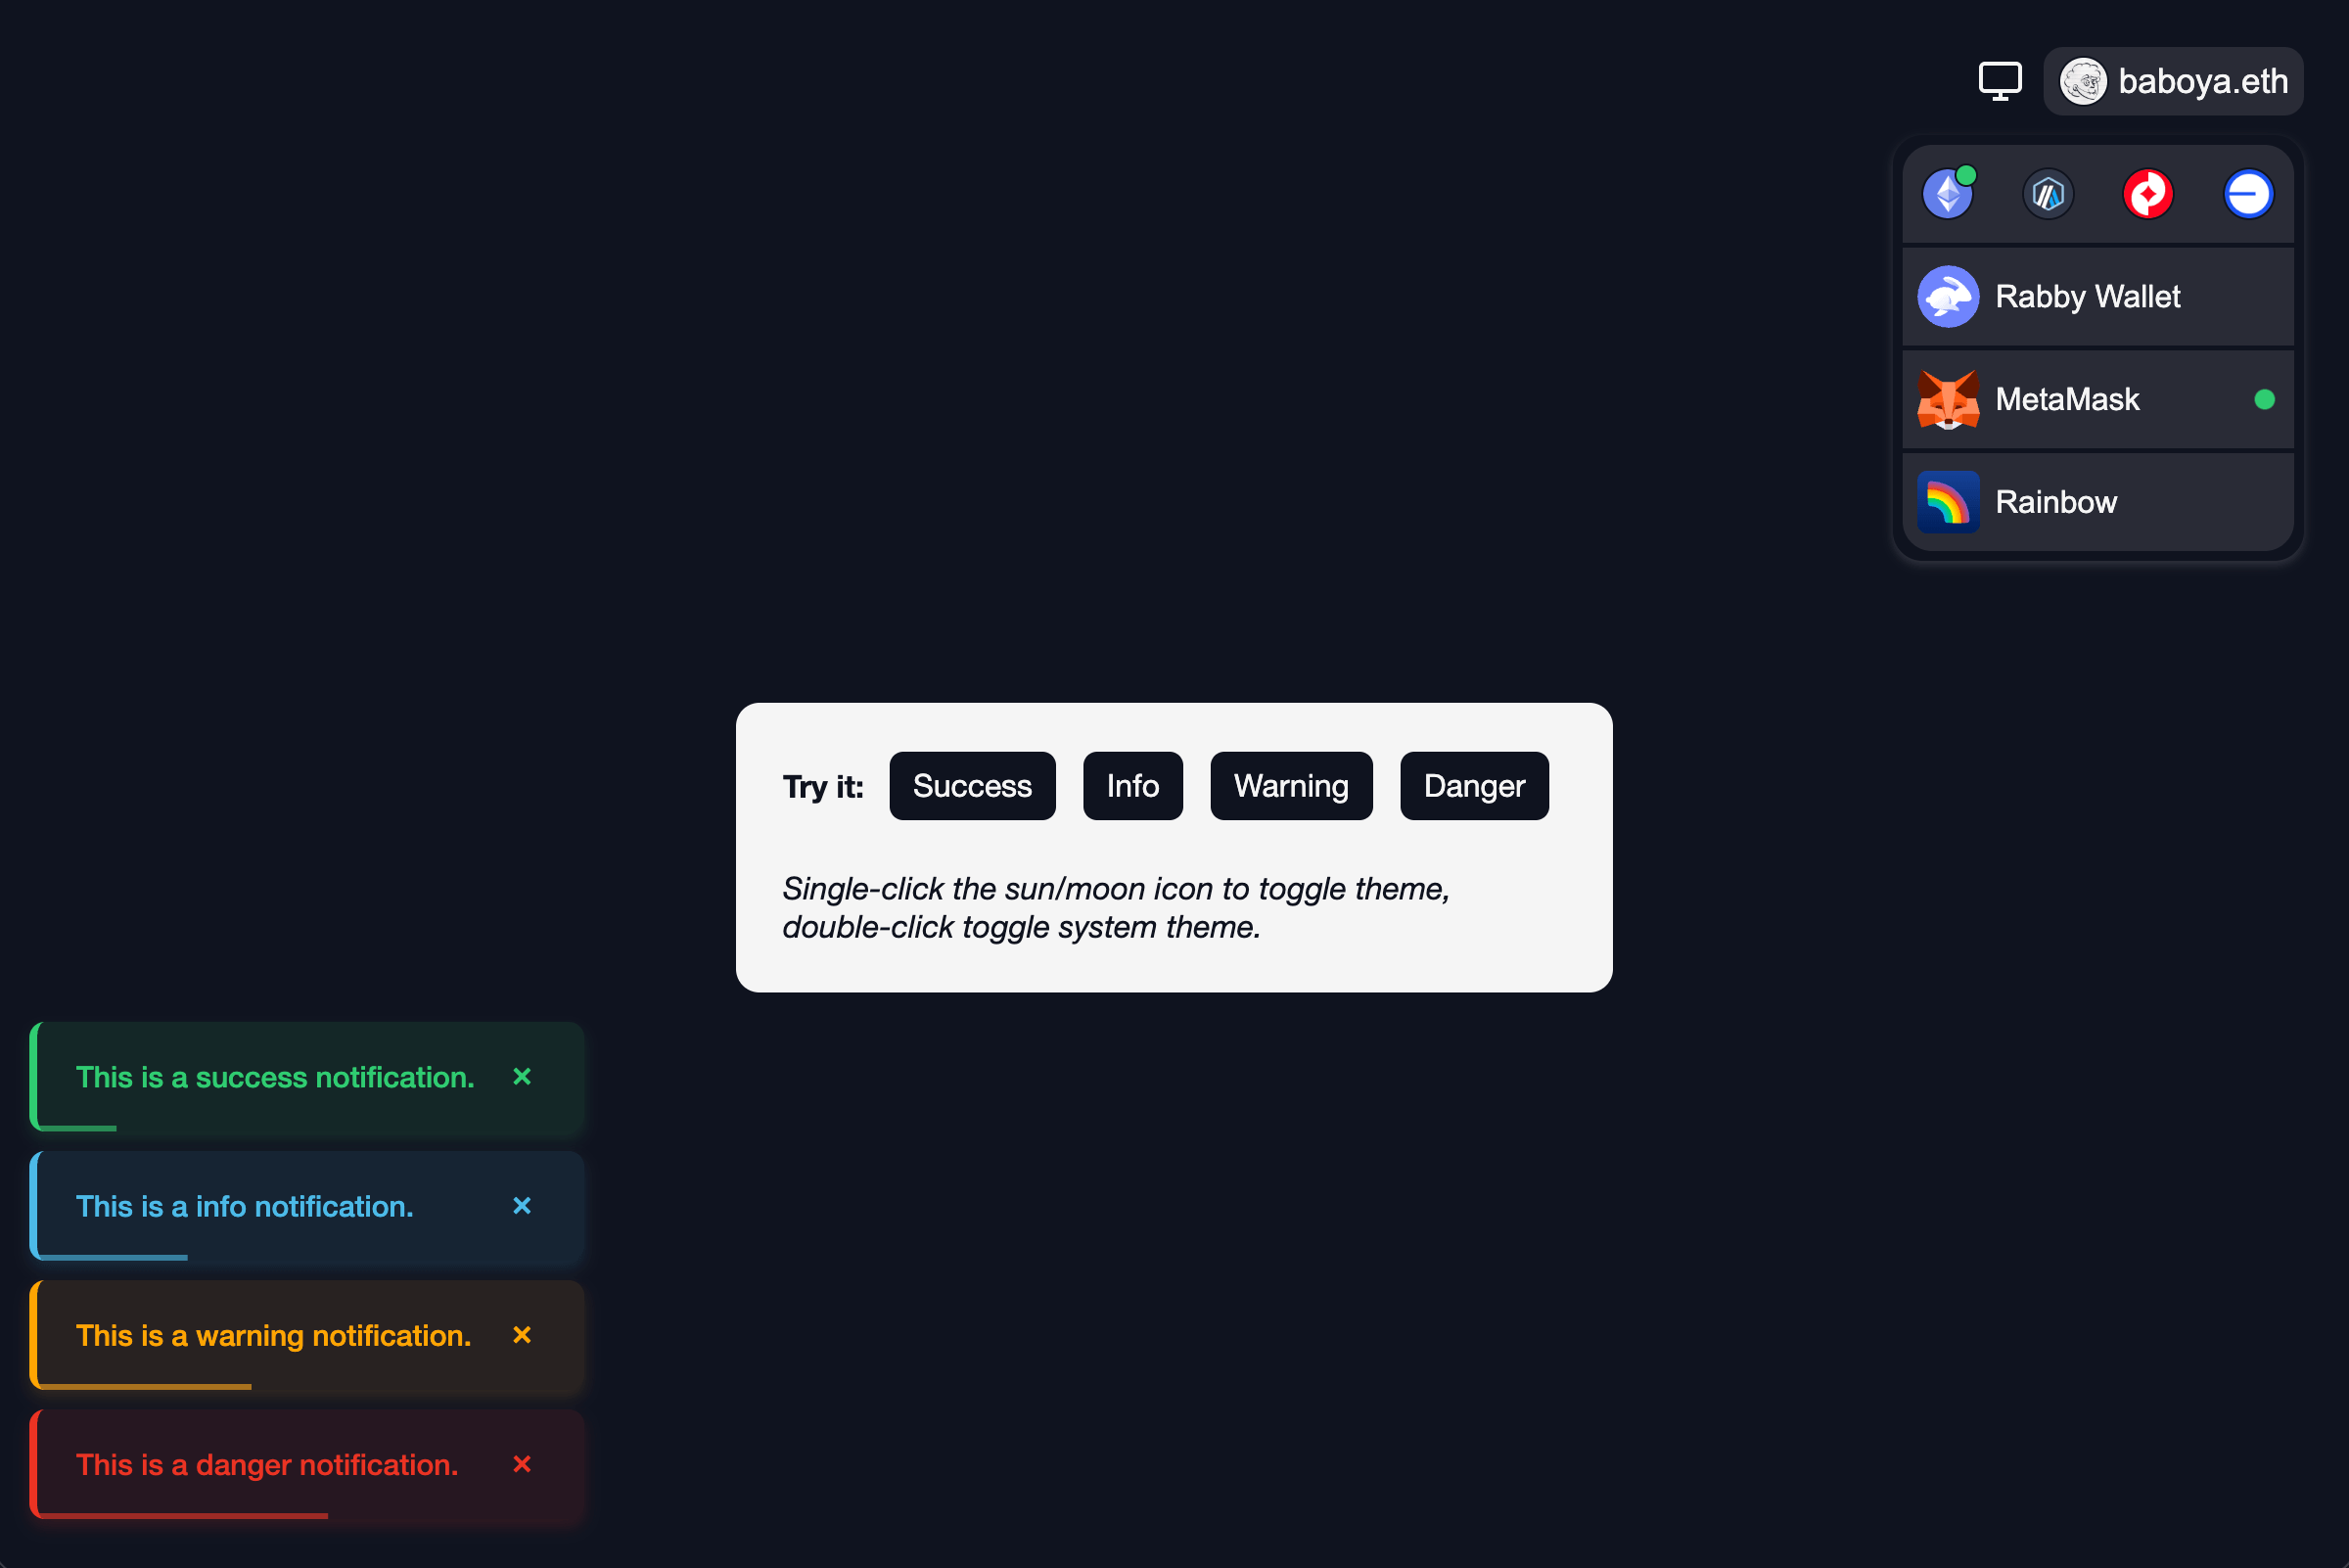 baboya.eth
Rabby Wallet
MetaMask
Rainbow
Try it: Success Info Warning Danger
Single-click the sun/moon icon to toggle theme,
double-click toggle system theme.
This is a success notification. ×
This is a info notification. ×
This is a warning notification. ×
This is a danger notification. ×